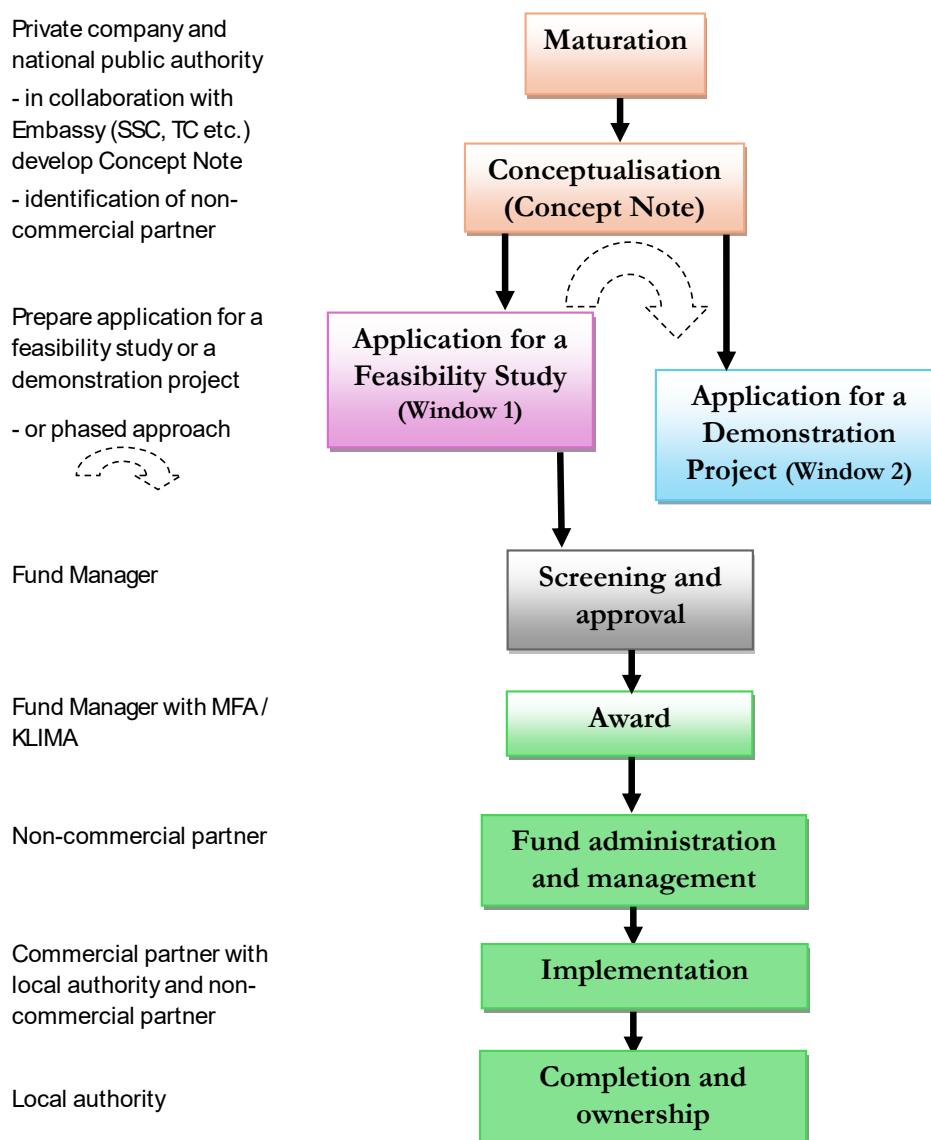 Private company and
national public authority
- in collaboration with
Embassy (SSC, TC etc.)
develop Concept Note
- identification of non-
commercial partner
Maturation
Conceptualisation
(Concept Note)
Prepare application for a
feasibility study or a
demonstration project
- or phased approach
Application for a
Feasibility Study
(Window 1)
Application for a
Demonstration
Project (Window 2)
Fund Manager
Screening and
approval
Fund Manager with MFA /
KLIMA
Award
Non-commercial partner
Fund administration
and management
Commercial partner with
local authority and non-
commercial partner
Implementation
Local authority
Completion and
ownership